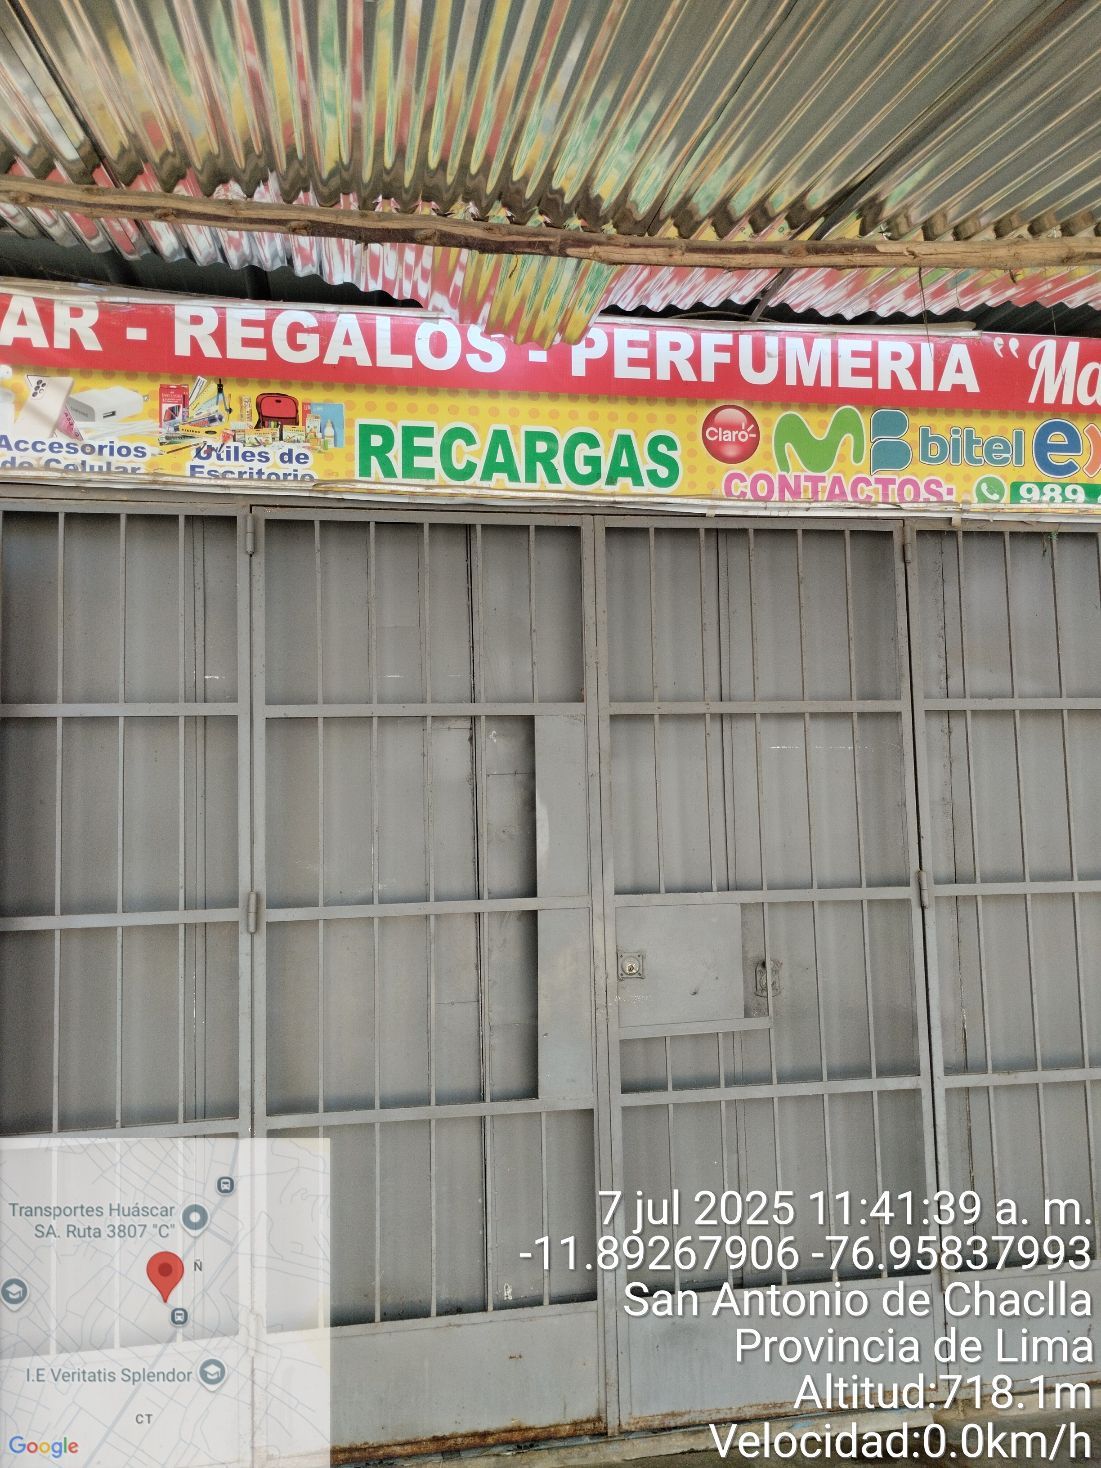 AR - REGALOS - PERFUMERIA "Ma
Accesorios
de Celular
Útiles de
Escritorio
RECARGAS
Claro
bitel
CONTACTOS:
989
Transportes Huáscar
SA. Ruta 3807 "C"
Ñ
I.E Veritatis Splendor
CT
Google
7 jul 2025 11:41:39 a. m.
-11.89267906 -76.95837993
San Antonio de Chaclla
Provincia de Lima
Altitud:718.1m
Velocidad:0.0km/h